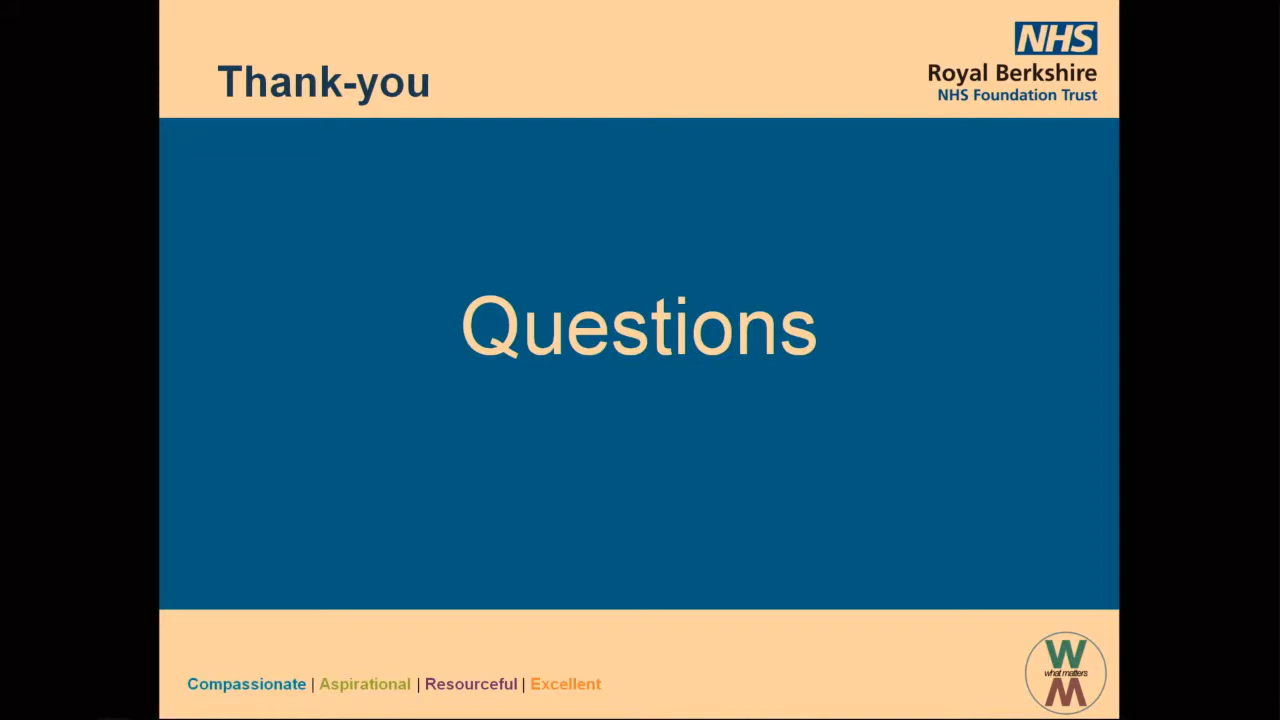 NHS
Thank-you
Royal Berkshire
NHS Foundation Trust
Questions
W
what matters
M
Compassionate | Aspirational | Resourceful | Excellent